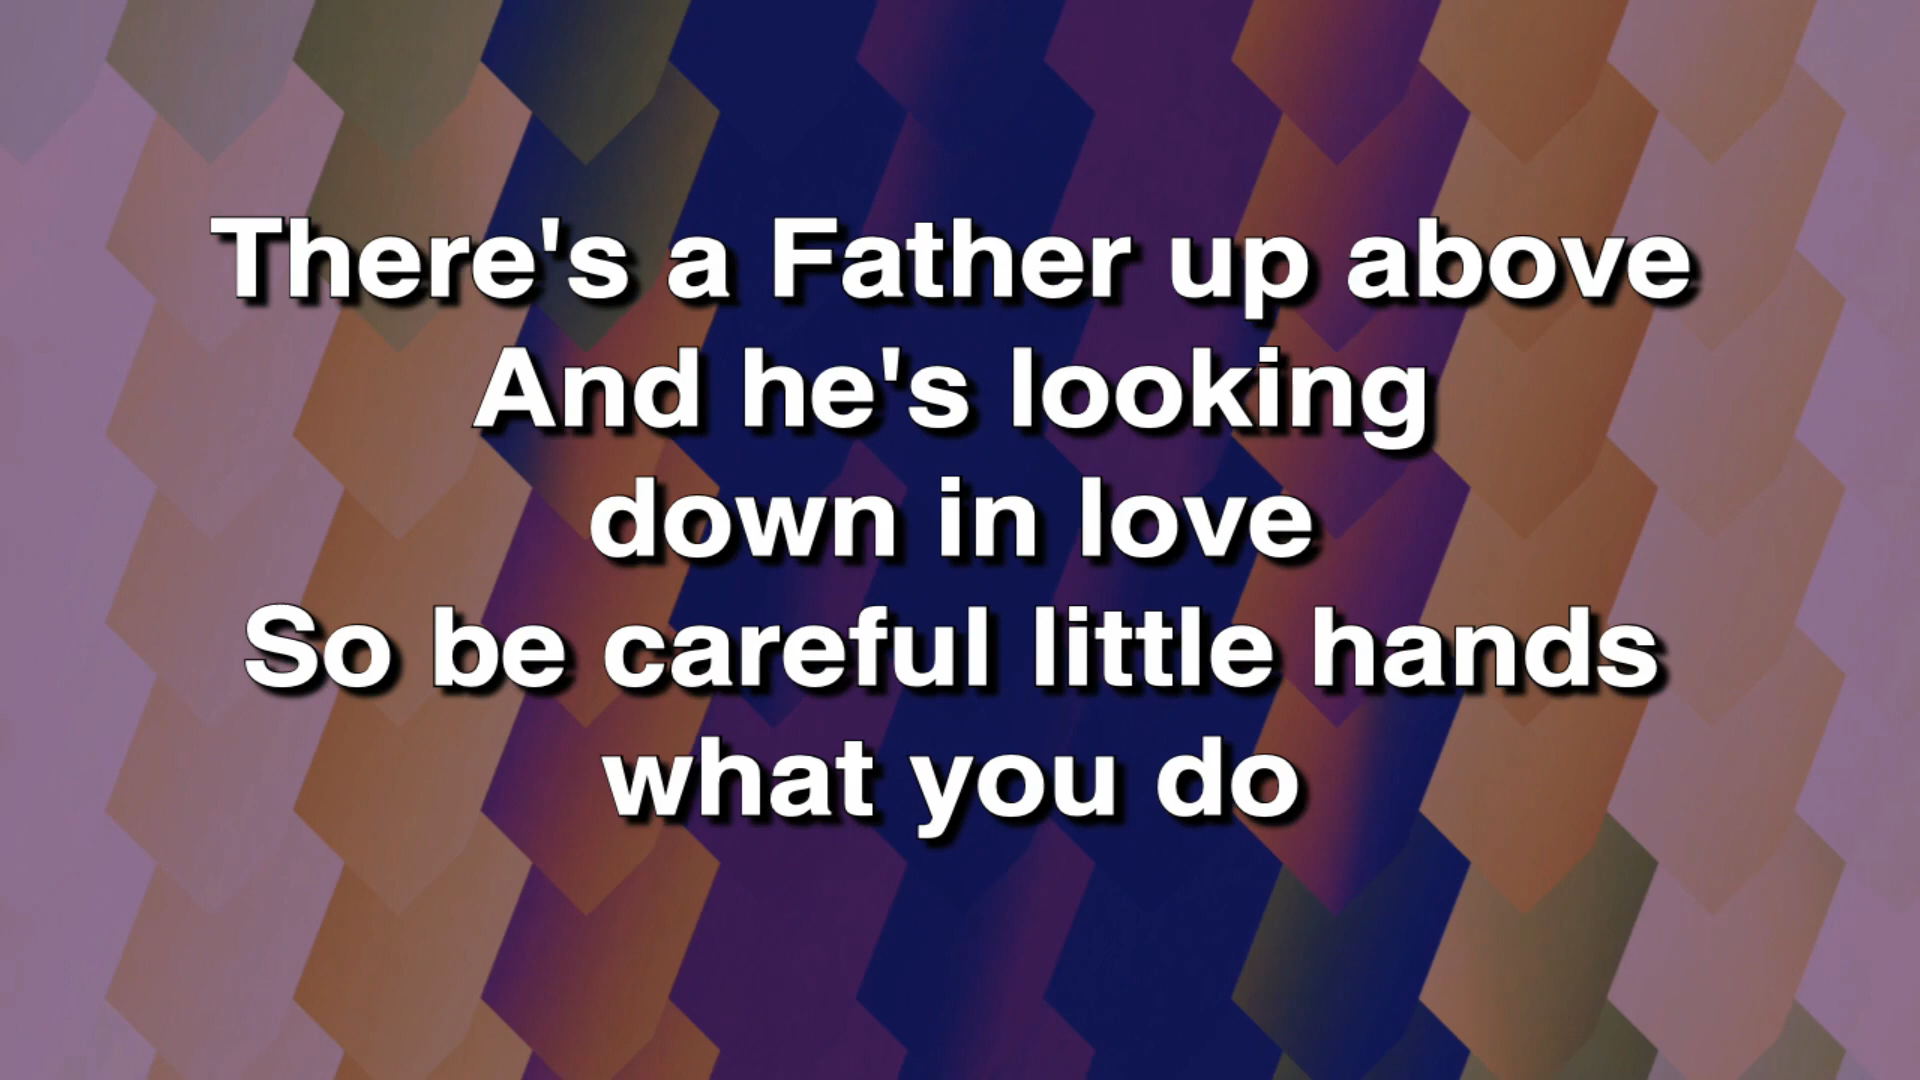 There's a Father up above
And he's looking
down in love
So be careful little hands
what you do